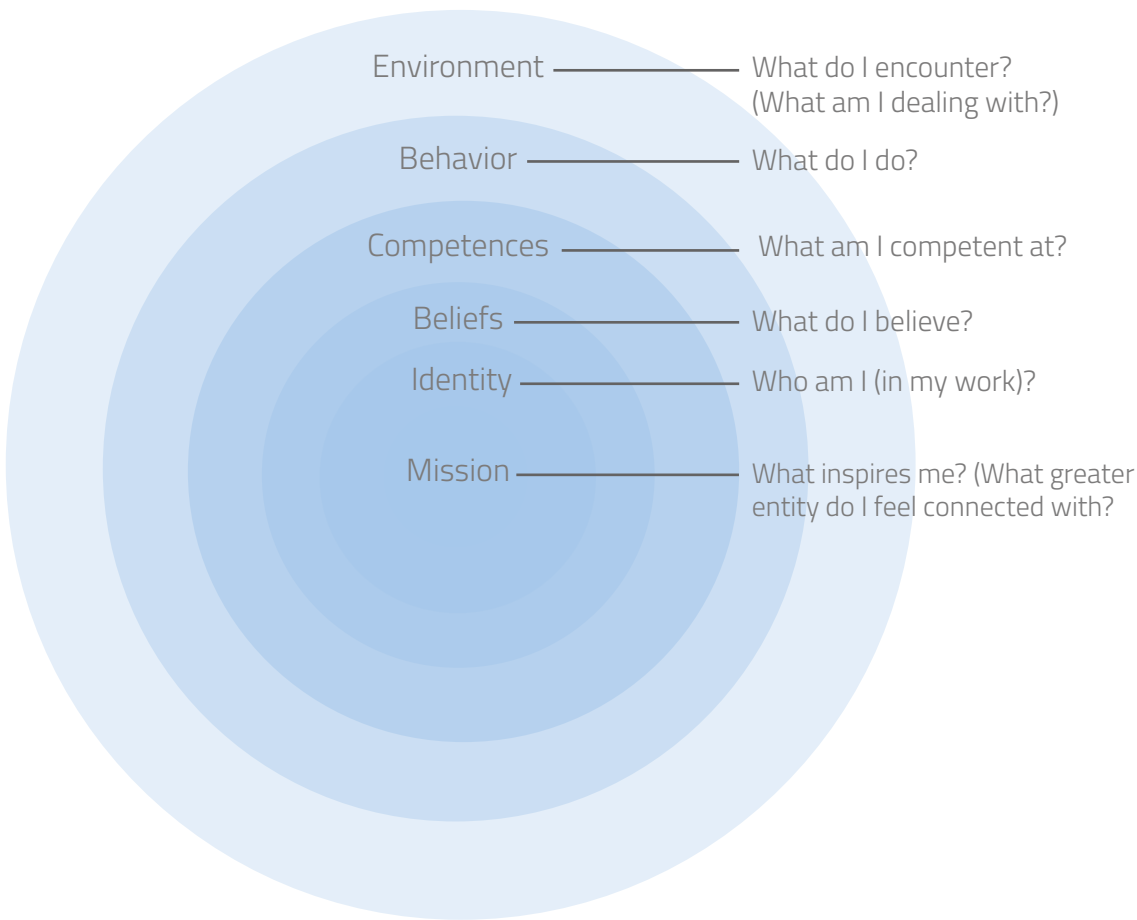 Environment
What do I encounter?
(What am I dealing with?)
Behavior
What do I do?
Competences
What am I competent at?
Beliefs
What do I believe?
Identity
Who am I (in my work)?
Mission
What inspires me? (What greater
entity do I feel connected with?